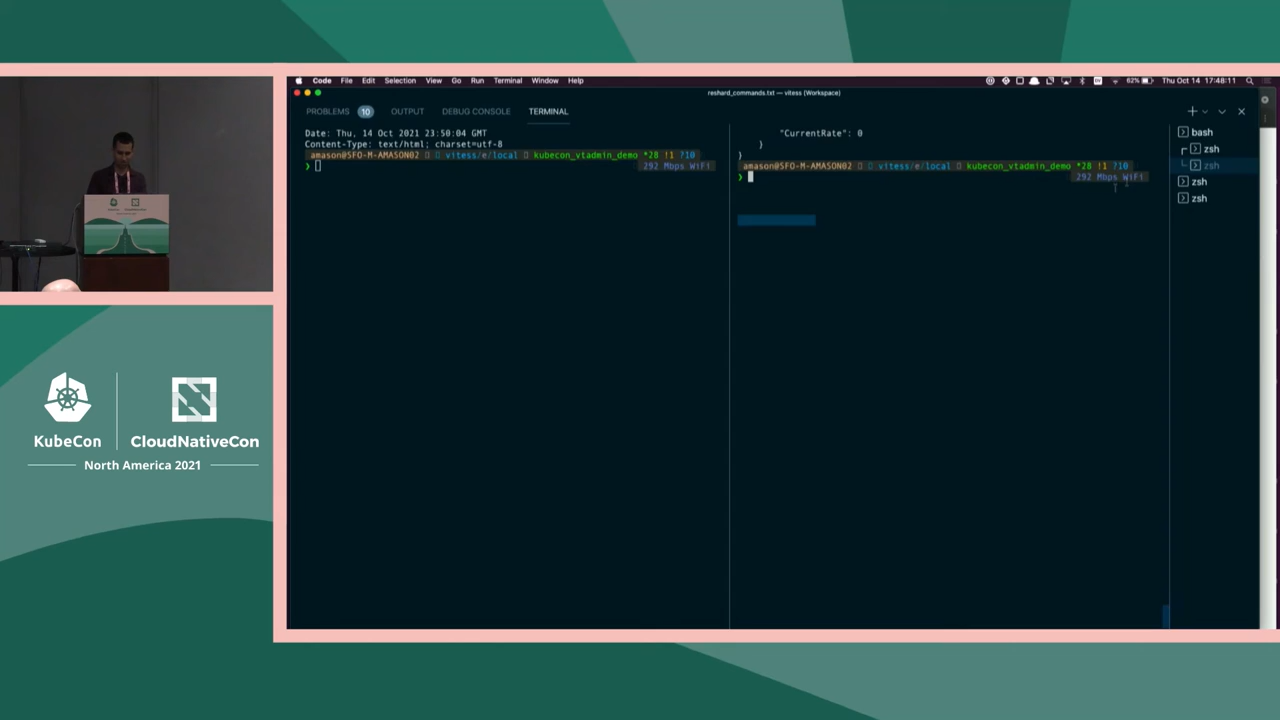 Code File Edit Selection View Go Run Terminal Window Help
62% Thu Oct 14 17:48:11
reshard_commands.txt — vitess (Workspace)
PROBLEMS 10 OUTPUT DEBUG CONSOLE TERMINAL
Date: Thu, 14 Oct 2021 23:50:04 GMT
Content-Type: text/html; charset=utf-8
amason@SFO-M-AMASON02 vitess/e/local kubecon_vtadmin_demo *28 !1 ?10
292 Mbps WiFi
❯
"CurrentRate": 0
}
}
amason@SFO-M-AMASON02 vitess/e/local kubecon_vtadmin_demo *28 !1 ?10
292 Mbps WiFi
❯
bash
zsh
zsh
zsh
zsh
KubeCon CloudNativeCon
North America 2021